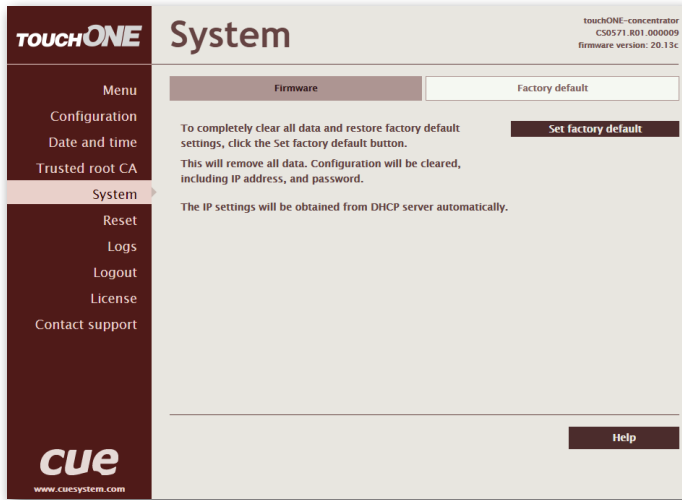 TOUCHONE
System
touchONE-concentrator
CS0571.R01.000009
firmware version: 20.13c
Menu
Configuration
Date and time
Trusted root CA
System
Reset
Logs
Logout
License
Contact support
Firmware
Factory default
To completely clear all data and restore factory default
settings, click the Set factory default button.
Set factory default
This will remove all data. Configuration will be cleared,
including IP address, and password.
The IP settings will be obtained from DHCP server automatically.
Help
cue
www.cuesystem.com